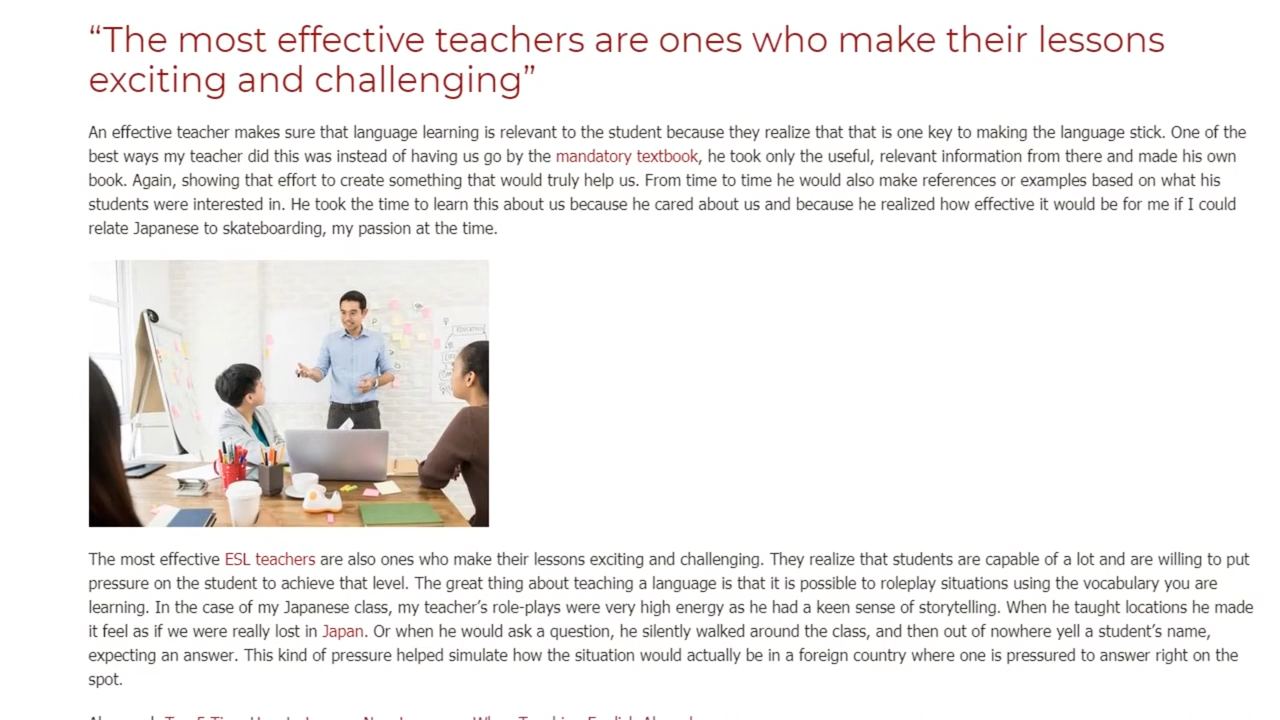 “The most effective teachers are ones who make their lessons
exciting and challenging”
An effective teacher makes sure that language learning is relevant to the student because they realize that that is one key to making the language stick. One of the
best ways my teacher did this was instead of having us go by the mandatory textbook, he took only the useful, relevant information from there and made his own
book. Again, showing that effort to create something that would truly help us. From time to time he would also make references or examples based on what his
students were interested in. He took the time to learn this about us because he cared about us and because he realized how effective it would be for me if I could
relate Japanese to skateboarding, my passion at the time.
The most effective ESL teachers are also ones who make their lessons exciting and challenging. They realize that students are capable of a lot and are willing to put
pressure on the student to achieve that level. The great thing about teaching a language is that it is possible to roleplay situations using the vocabulary you are
learning. In the case of my Japanese class, my teacher’s role-plays were very high energy as he had a keen sense of storytelling. When he taught locations he made
it feel as if we were really lost in Japan. Or when he would ask a question, he silently walked around the class, and then out of nowhere yell a student’s name,
expecting an answer. This kind of pressure helped simulate how the situation would actually be in a foreign country where one is pressured to answer right on the
spot.